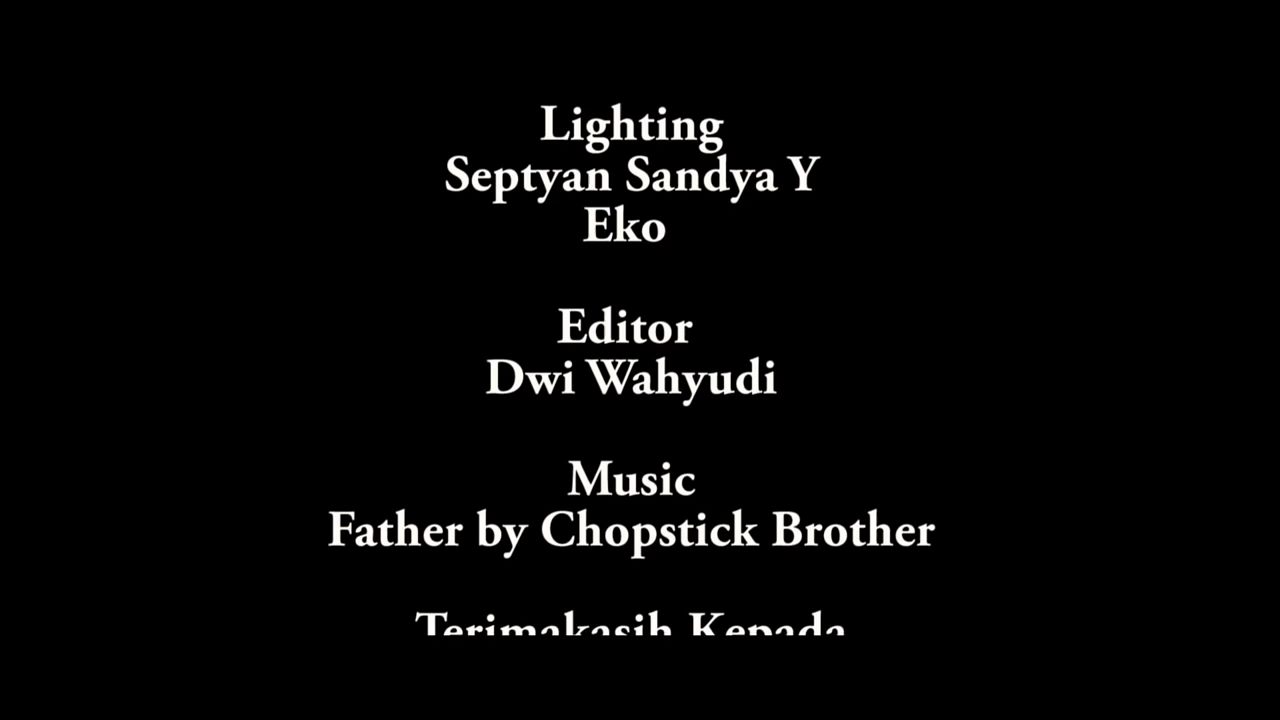 Lighting
Septyan Sandya Y
Eko
Editor
Dwi Wahyudi
Music
Father by Chopstick Brother
Terimakasih Kepada